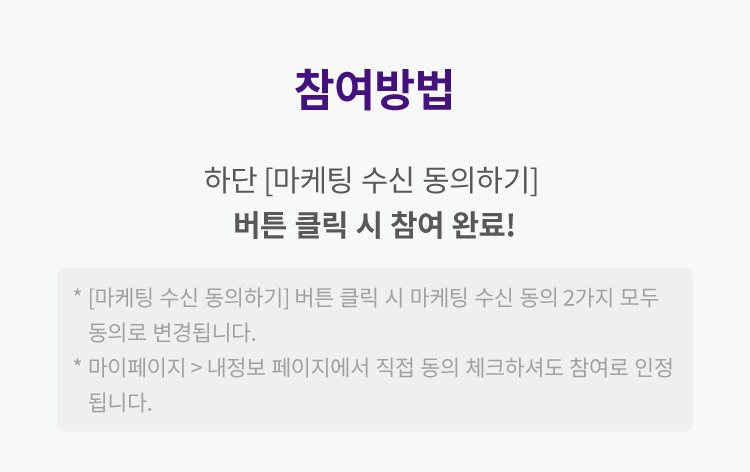 참여방법
하단 [마케팅 수신 동의하기]
버튼 클릭 시 참여 완료!
* [마케팅 수신 동의하기] 버튼 클릭 시 마케팅 수신 동의 2가지 모두
동의로 변경됩니다.
* 마이페이지 > 내정보 페이지에서 직접 동의 체크하셔도 참여로 인정
됩니다.